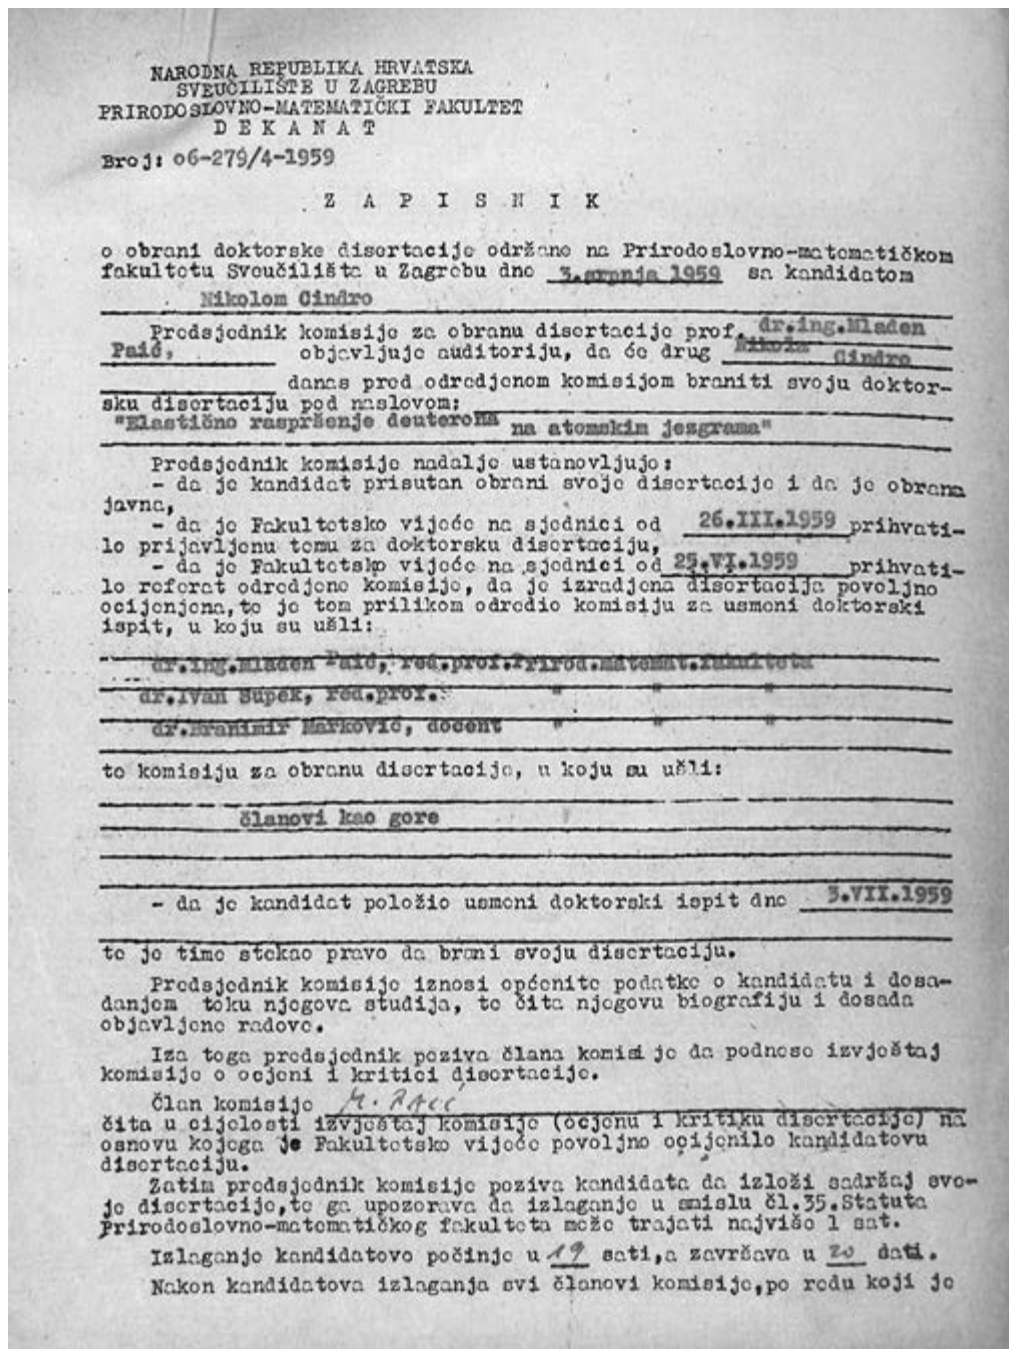 NARODNA REPUBLIKA HRVATSKA
SVEUČILIŠTE U ZAGREBU
PRIRODOSLOVNO-MATEMATIČKI FAKULTET
D E K A N A T
Broj: 06-279/4-1959
Z A P I S N I K
o obrani doktorske disertacije održane na Prirodoslovno-matematičkom
fakultetu Sveučilišta u Zagrebu dne 3.srpnja 1959 sa kandidatom
Nikolom Cindro
Predsjednik komisije za obranu disertacije prof. dr.ing.Mladen
Paić, objavljuje auditoriju, da će drug Nikola Cindro
danas pred odredjenom komisijom braniti svoju doktor-
sku disertaciju pod naslovom:
"Elastično raspršenje deuterona na atomskim jezgrama"
Predsjednik komisije nadalje ustanovljuje:
- da je kandidat prisutan obrani svoje disertacije i da je obrana
javna,
- da je Fakultetsko vijeće na sjednici od 26.III.1959 prihvati-
lo prijavljenu temu za doktorsku disertaciju,
- da je Fakultetsko vijeće na sjednici od 25.VI.1959 prihvati-
lo referat odredjene komisije, da je izradjena disertacija povoljno
ocijenjena,te je tom prilikom odredio komisiju za usmeni doktorski
ispit, u koju su ušli:
dr.ing.Mladen Paić, red.prof.Prirod.matemat.fakulteta
dr.Ivan Supek, red.prof. " " "
dr.Branimir Marković, docent " " "
te komisiju za obranu disertacije, u koju su ušli:
članovi kao gore
- da je kandidat položio usmeni doktorski ispit dne 3.VII.1959
te je time stekao pravo da brani svoju disertaciju.
Predsjednik komisije iznosi općenite podatke o kandidatu i dosa-
danjem toku njegova studija, te čita njegovu biografiju i dosada
objavljene radove.
Iza toga predsjednik poziva člana komisije da podnese izvještaj
komisije o ocjeni i kritici disertacije.
Član komisije M. PAIĆ
čita u cijelosti izvještaj komisije (ocjenu i kritiku disertacije) na
osnovu kojega je Fakultetsko vijeće povoljno ocijenilo kandidatovu
disertaciju.
Zatim predsjednik komisije poziva kandidata da izloži sadržaj svo-
je disertacije,te ga upozorava da izlaganje u smislu čl.35.Statuta
Prirodoslovno-matematičkog fakulteta može trajati najviše 1 sat.
Izlaganje kandidatovo počinje u 19 sati,a završava u 20 dati.
Nakon kandidatova izlaganja svi članovi komisije,po redu koji je